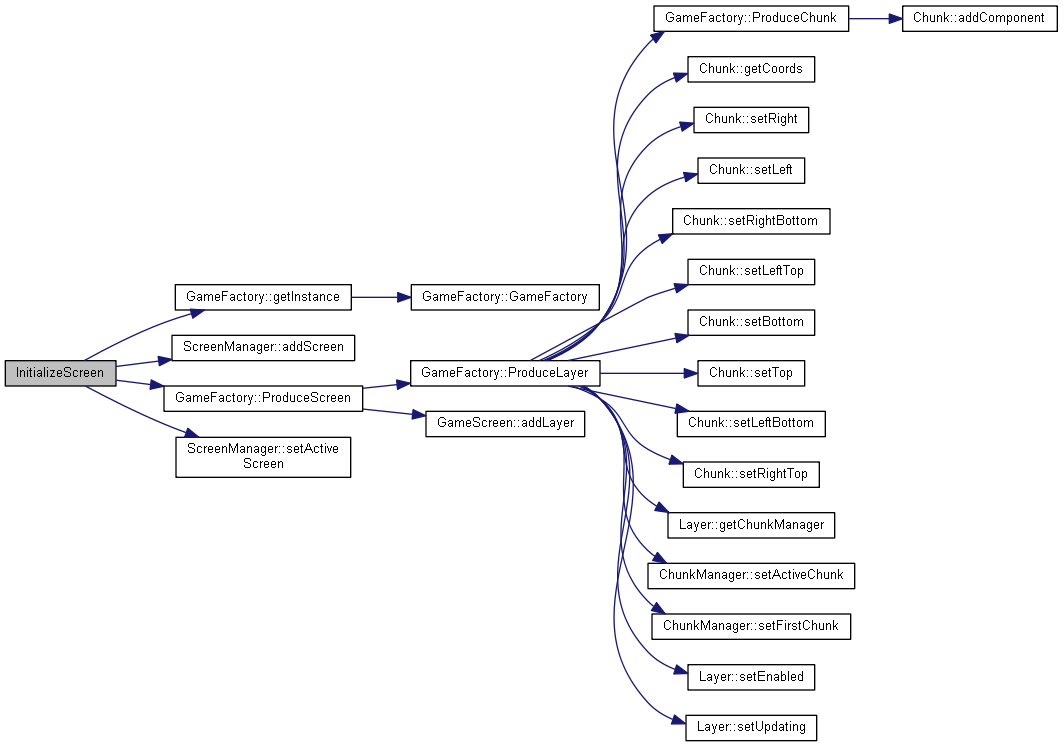 GameFactory::ProduceChunk
Chunk::addComponent
Chunk::getCoords
Chunk::setRight
Chunk::setLeft
Chunk::setRightBottom
Chunk::setLeftTop
GameFactory::getInstance
GameFactory::GameFactory
Chunk::setBottom
ScreenManager::addScreen
InitializeScreen
GameFactory::ProduceLayer
Chunk::setTop
GameFactory::ProduceScreen
GameScreen::addLayer
Chunk::setLeftBottom
ScreenManager::setActive
Screen
Chunk::setRightTop
Layer::getChunkManager
ChunkManager::setActiveChunk
ChunkManager::setFirstChunk
Layer::setEnabled
Layer::setUpdating